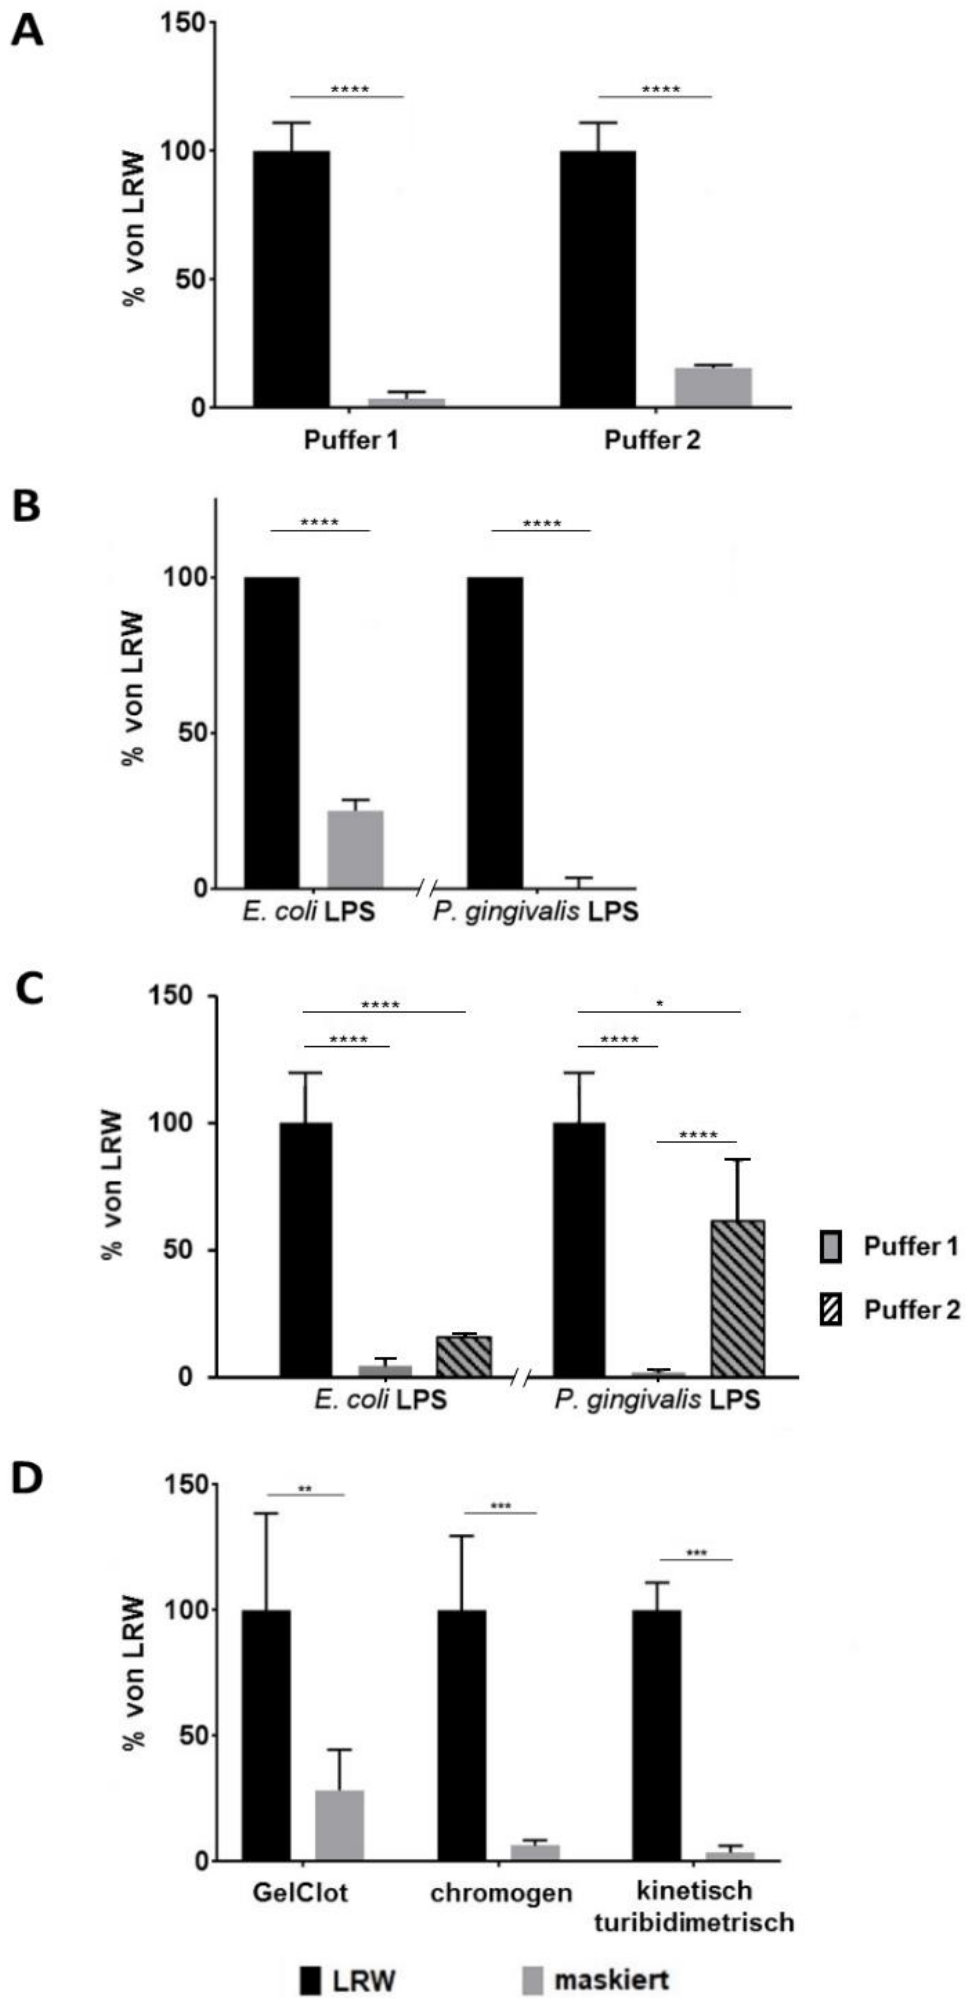 A
150
100
50
0
% von LRW
**** ****
Puffer 1 Puffer 2
B
100
50
0
% von LRW
**** ****
E. coli LPS P. gingivalis LPS
C
150
100
50
0
% von LRW
**** *
**** ****
****
E. coli LPS P. gingivalis LPS
Puffer 1
Puffer 2
D
150
100
50
0
% von LRW
** *** ***
GelClot chromogen kinetisch
turibidimetrisch
LRW maskiert